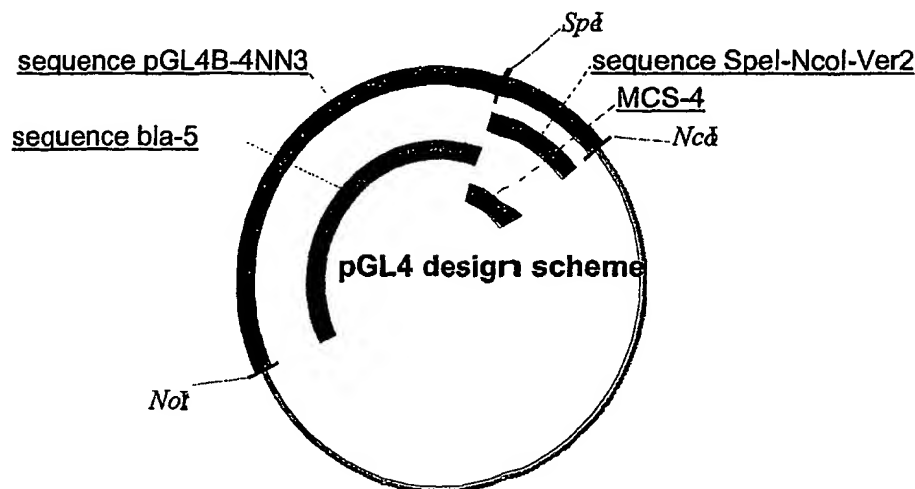 SpeI
sequence pGL4B-4NN3
sequence SpeI-NcoI-Ver2
MCS-4
sequence bla-5
NcoI
pGL4 design scheme
NotI